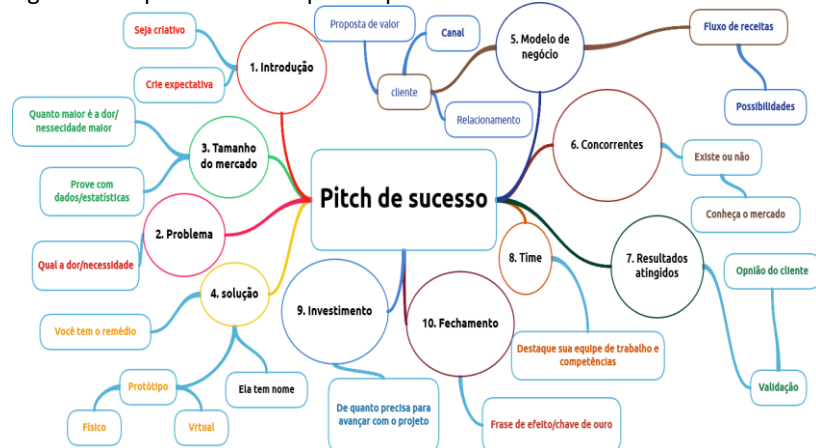 Seja criativo
1. Introdução
Crie expectativa
Quanto maior é a dor/
nessecidade maior
3. Tamanho
do mercado
Prove com
dados/estatísticas
2. Problema
Qual a dor/necessidade
4. solução
Você tem o remédio
Protótipo
Ela tem nome
Físico
Vrtual
Pitch de sucesso
Proposta de valor
Canal
cliente
Relacionamento
5. Modelo de
negócio
Fluxo de receitas
Possibilidades
6. Concorrentes
Existe ou não
Conheça o mercado
7. Resultados
atingidos
Opnião do cliente
Validação
8. Time
Destaque sua equipe de trabalho e
competências
9. Investimento
De quanto precisa para
avançar com o projeto
10. Fechamento
Frase de efeito/chave de ouro